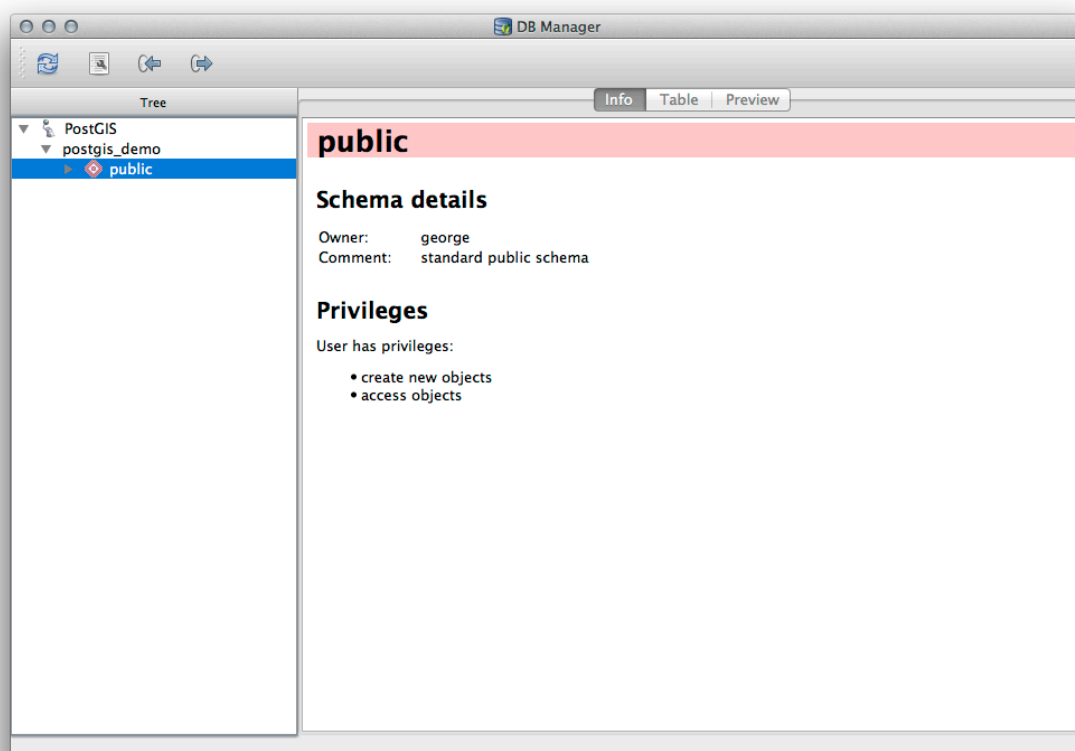 DB Manager
Tree
Info Table Preview
PostGIS
postgis_demo
public
public
Schema details
Owner: george
Comment: standard public schema
Privileges
User has privileges:
• create new objects
• access objects